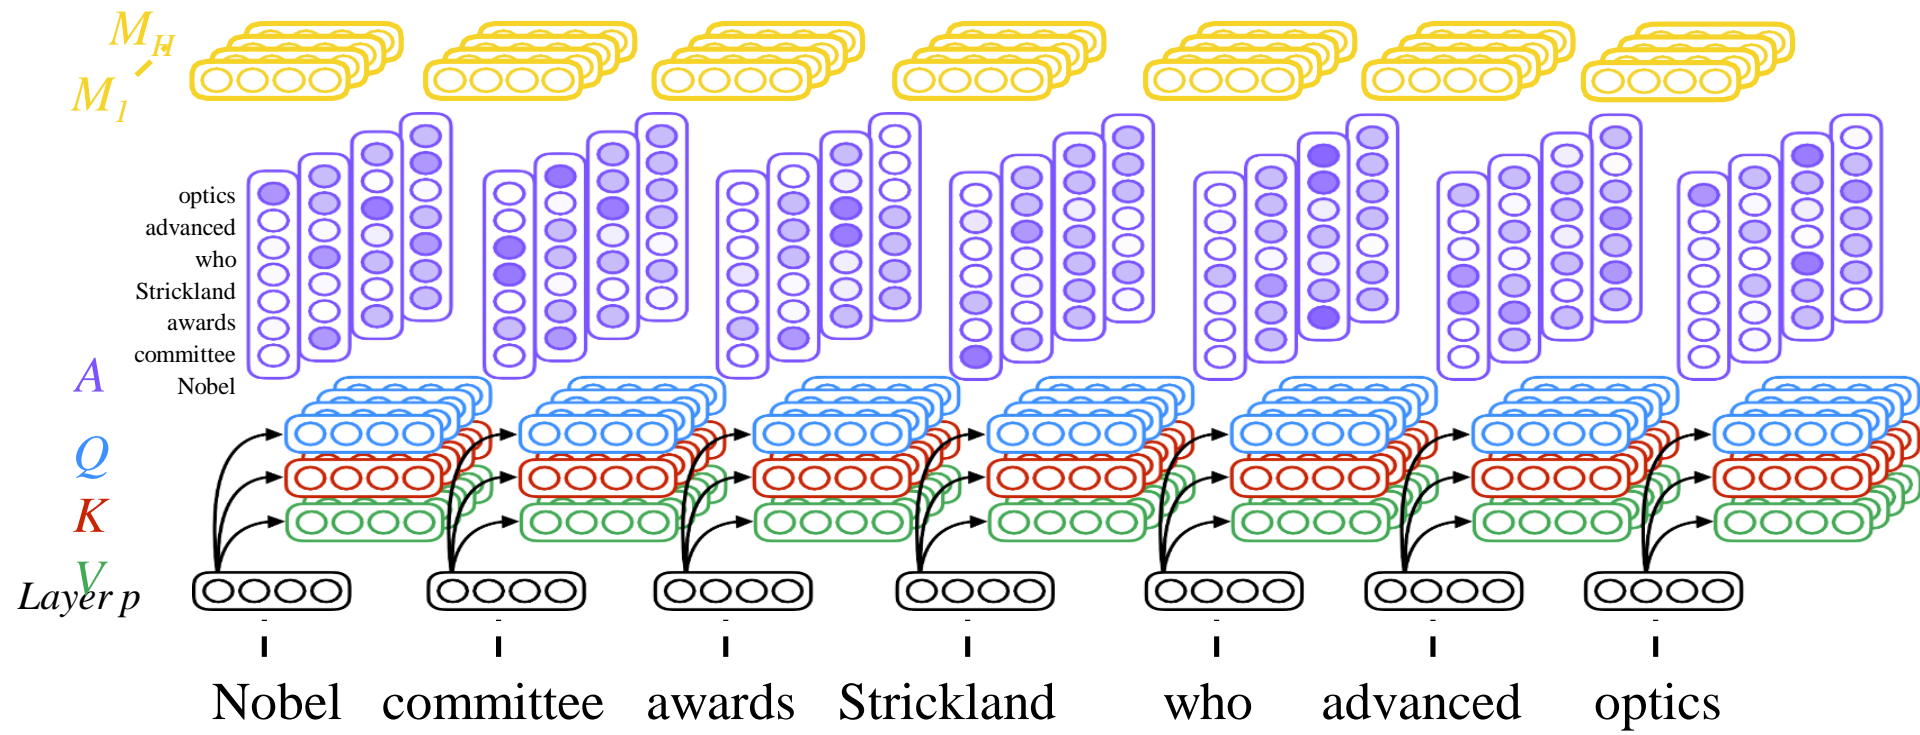 M_H
M_1
optics
advanced
who
Strickland
awards
committee
Nobel
A
Q
K
V
Layer p
Nobel committee awards Strickland who advanced optics